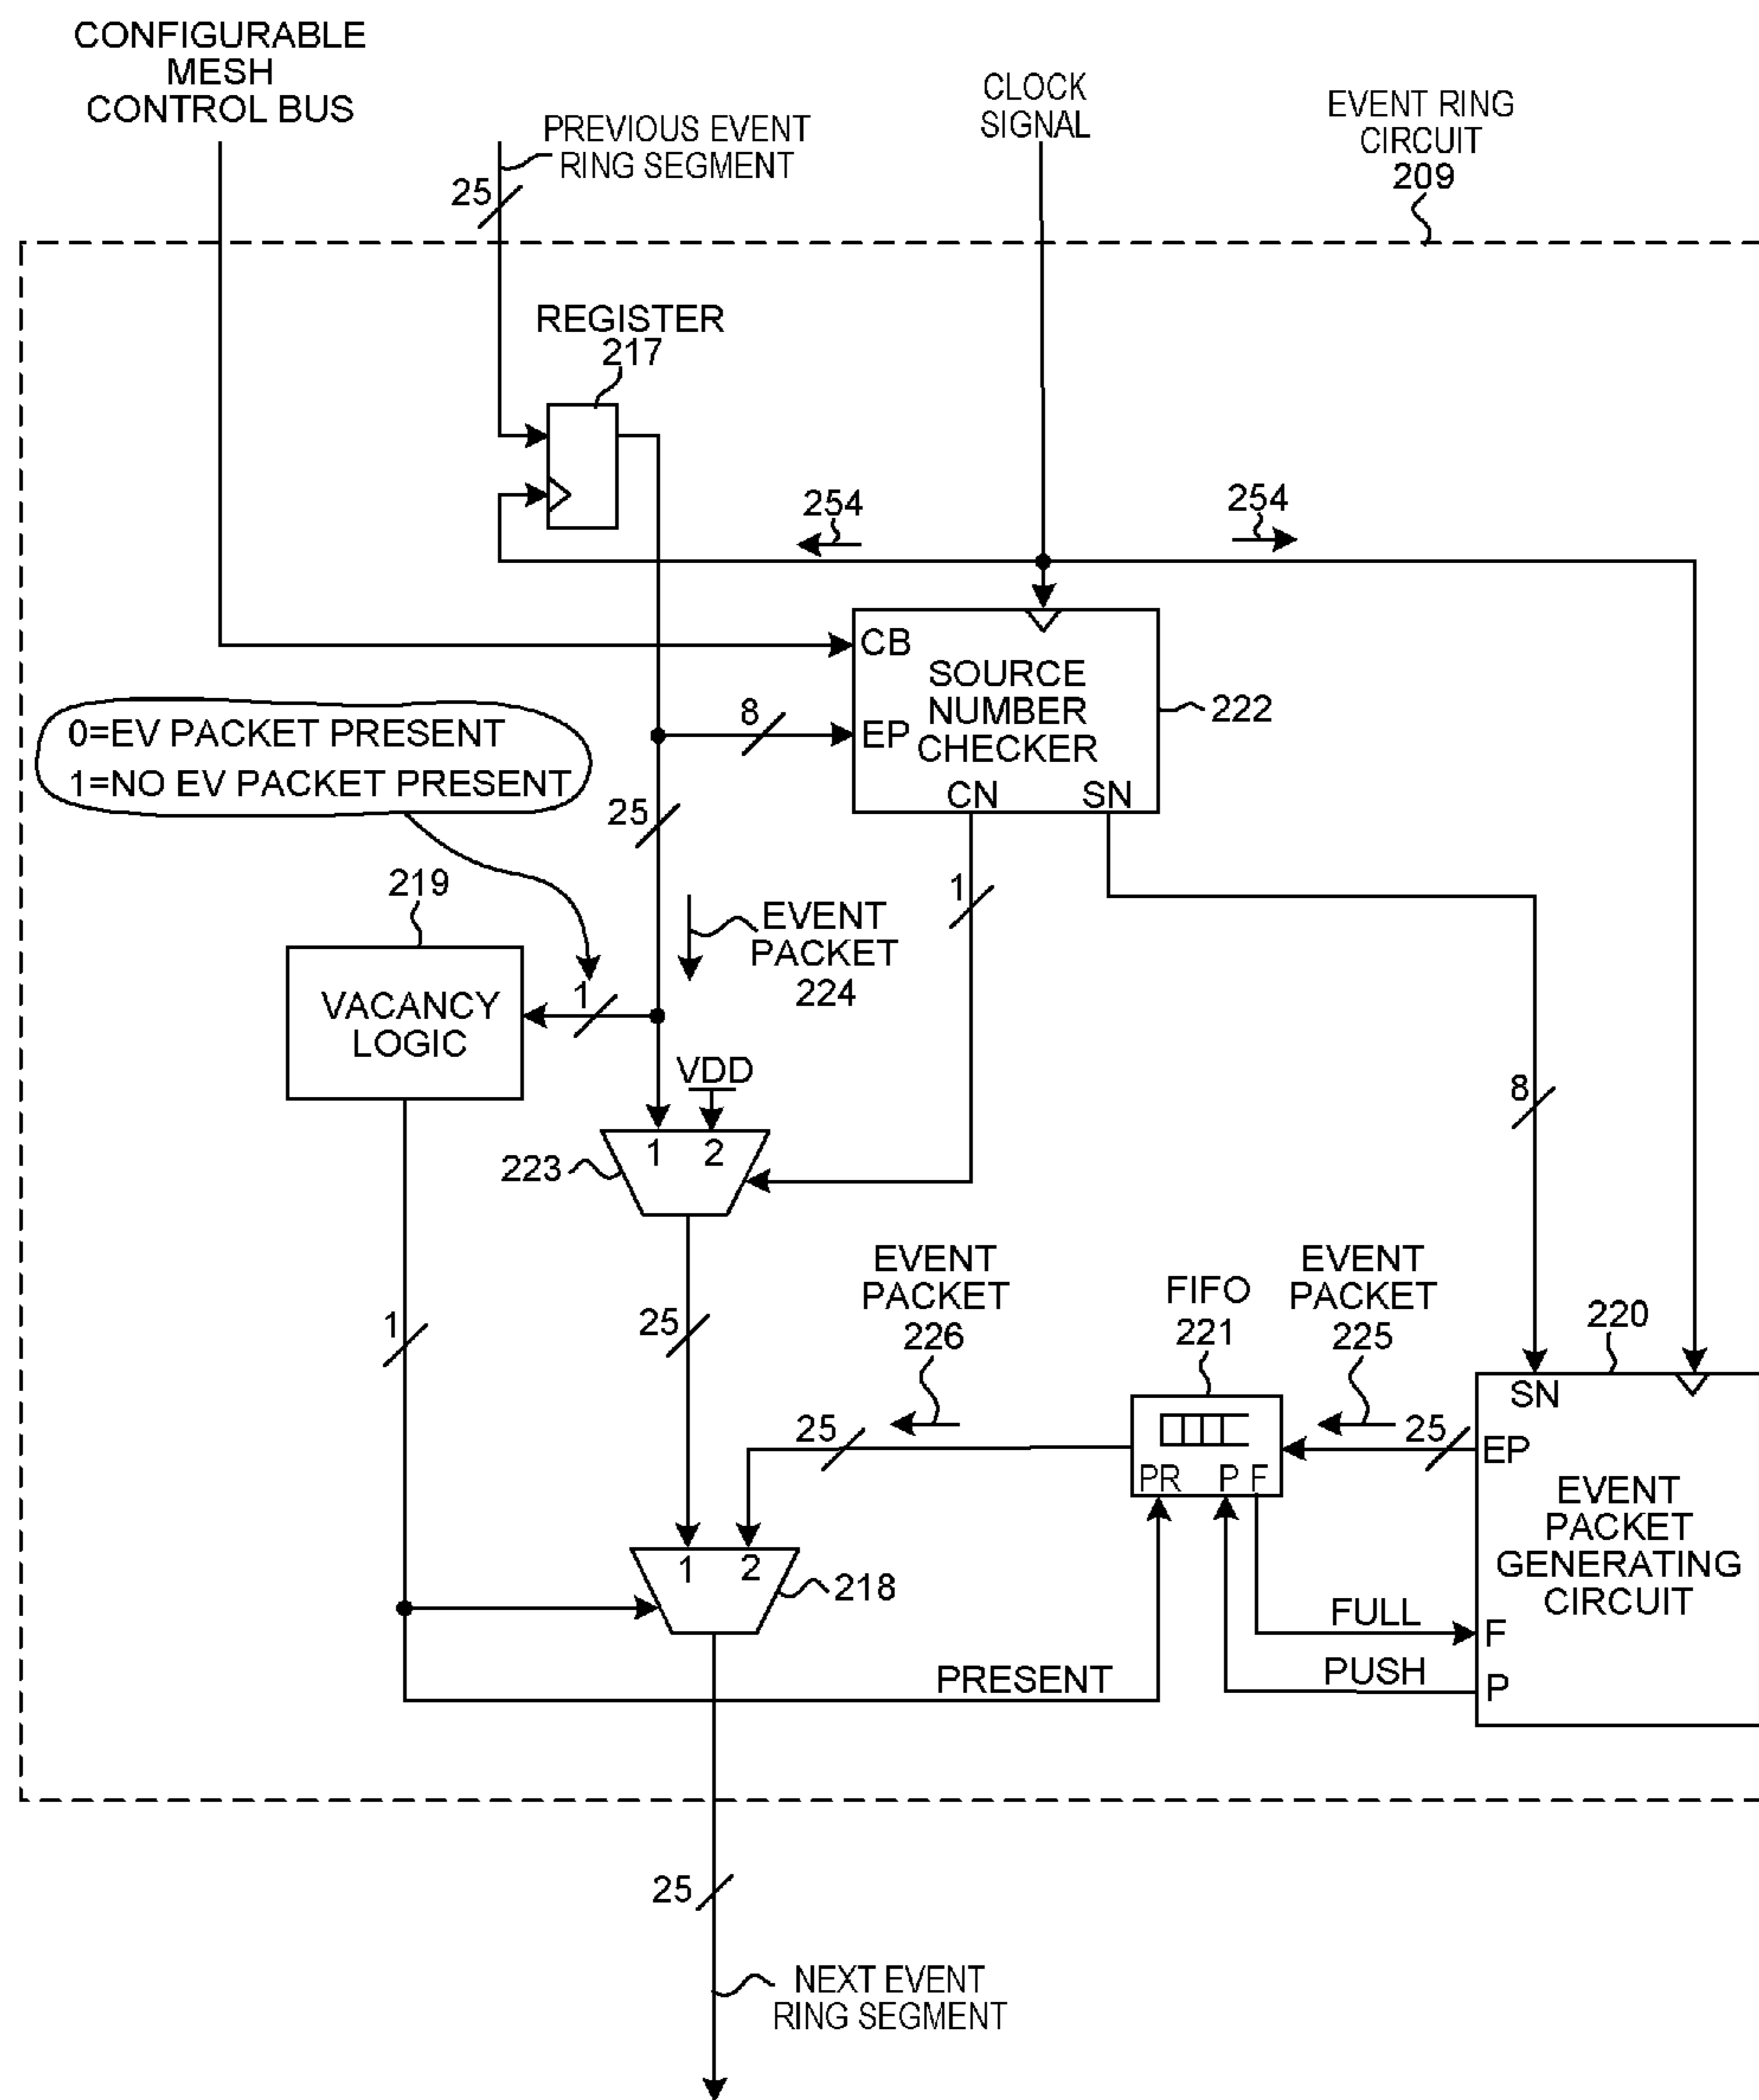 CONFIGURABLE
MESH
CONTROL BUS
PREVIOUS EVENT
RING SEGMENT
CLOCK
SIGNAL
EVENT RING
CIRCUIT
209
25
REGISTER
217
254
254
CB
SOURCE
NUMBER
CHECKER
EP
CN
SN
222
8
0=EV PACKET PRESENT
1=NO EV PACKET PRESENT
25
219
1
EVENT
PACKET
224
VACANCY
LOGIC
1
VDD
8
1
2
223
EVENT
PACKET
226
FIFO
221
EVENT
PACKET
225
220
1
25
SN
25
25
EP
PR
P
F
EVENT
PACKET
GENERATING
CIRCUIT
1
2
218
FULL
F
PRESENT
PUSH
P
25
NEXT EVENT
RING SEGMENT